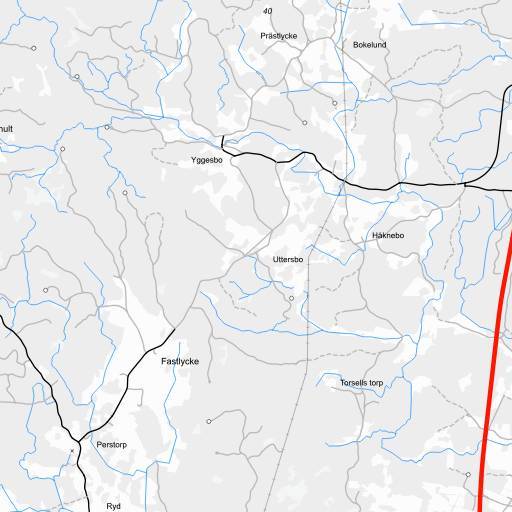 40
Prästlycke
Bokelund
hult
Yggesbo
Häknebo
Uttersbo
Fastlycke
Torsells torp
Perstorp
Ryd